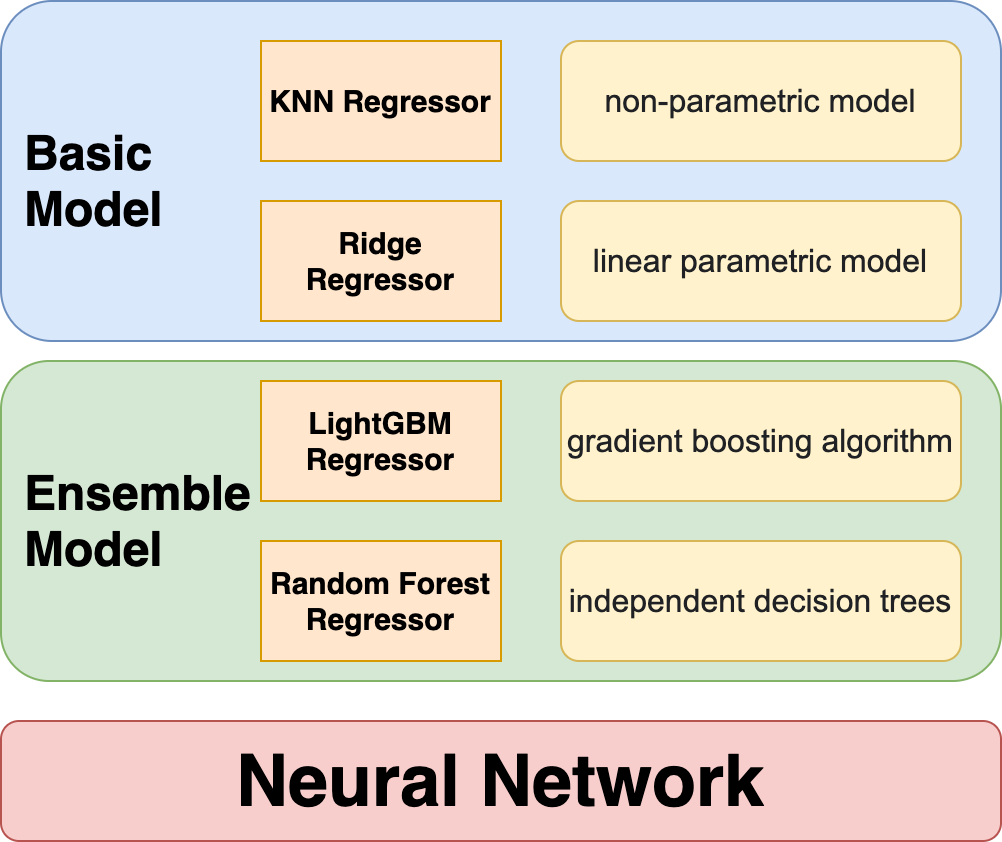 Basic
Model
KNN Regressor
non-parametric model
Ridge
Regressor
linear parametric model
Ensemble
Model
LightGBM
Regressor
gradient boosting algorithm
Random Forest
Regressor
independent decision trees
Neural Network